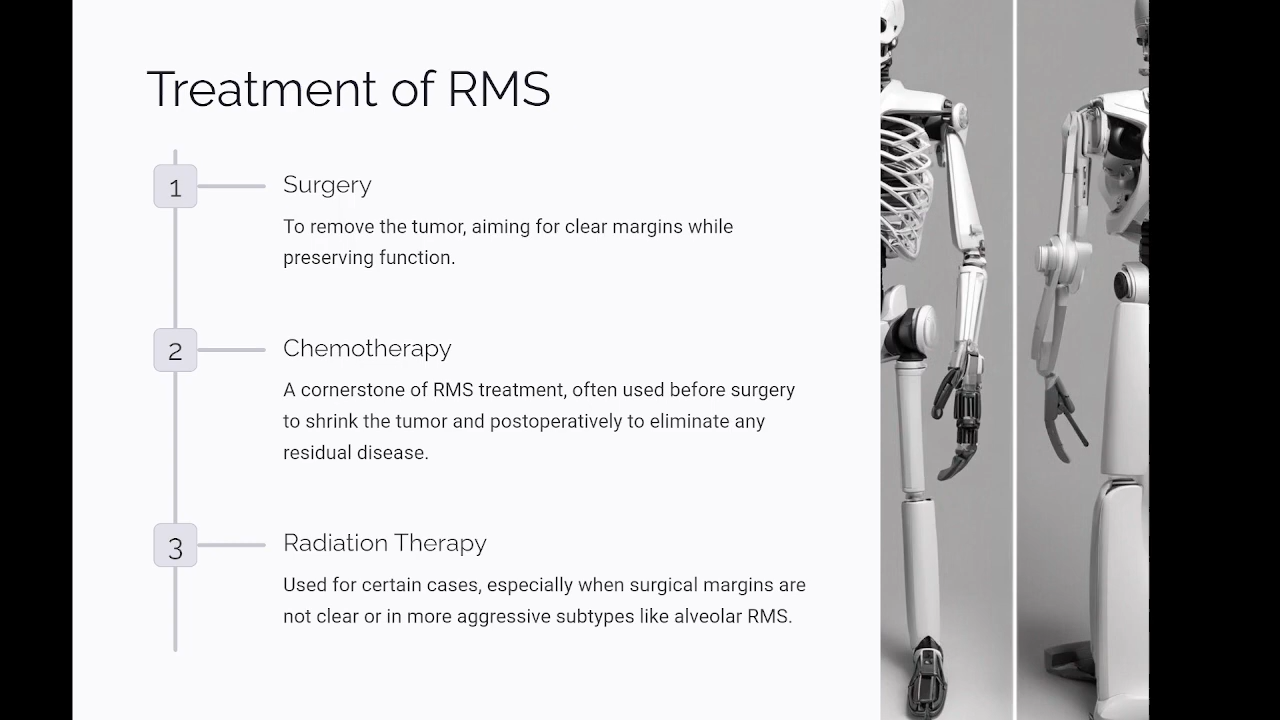 Treatment of RMS
1
Surgery
To remove the tumor, aiming for clear margins while
preserving function.
2
Chemotherapy
A cornerstone of RMS treatment, often used before surgery
to shrink the tumor and postoperatively to eliminate any
residual disease.
3
Radiation Therapy
Used for certain cases, especially when surgical margins are
not clear or in more aggressive subtypes like alveolar RMS.